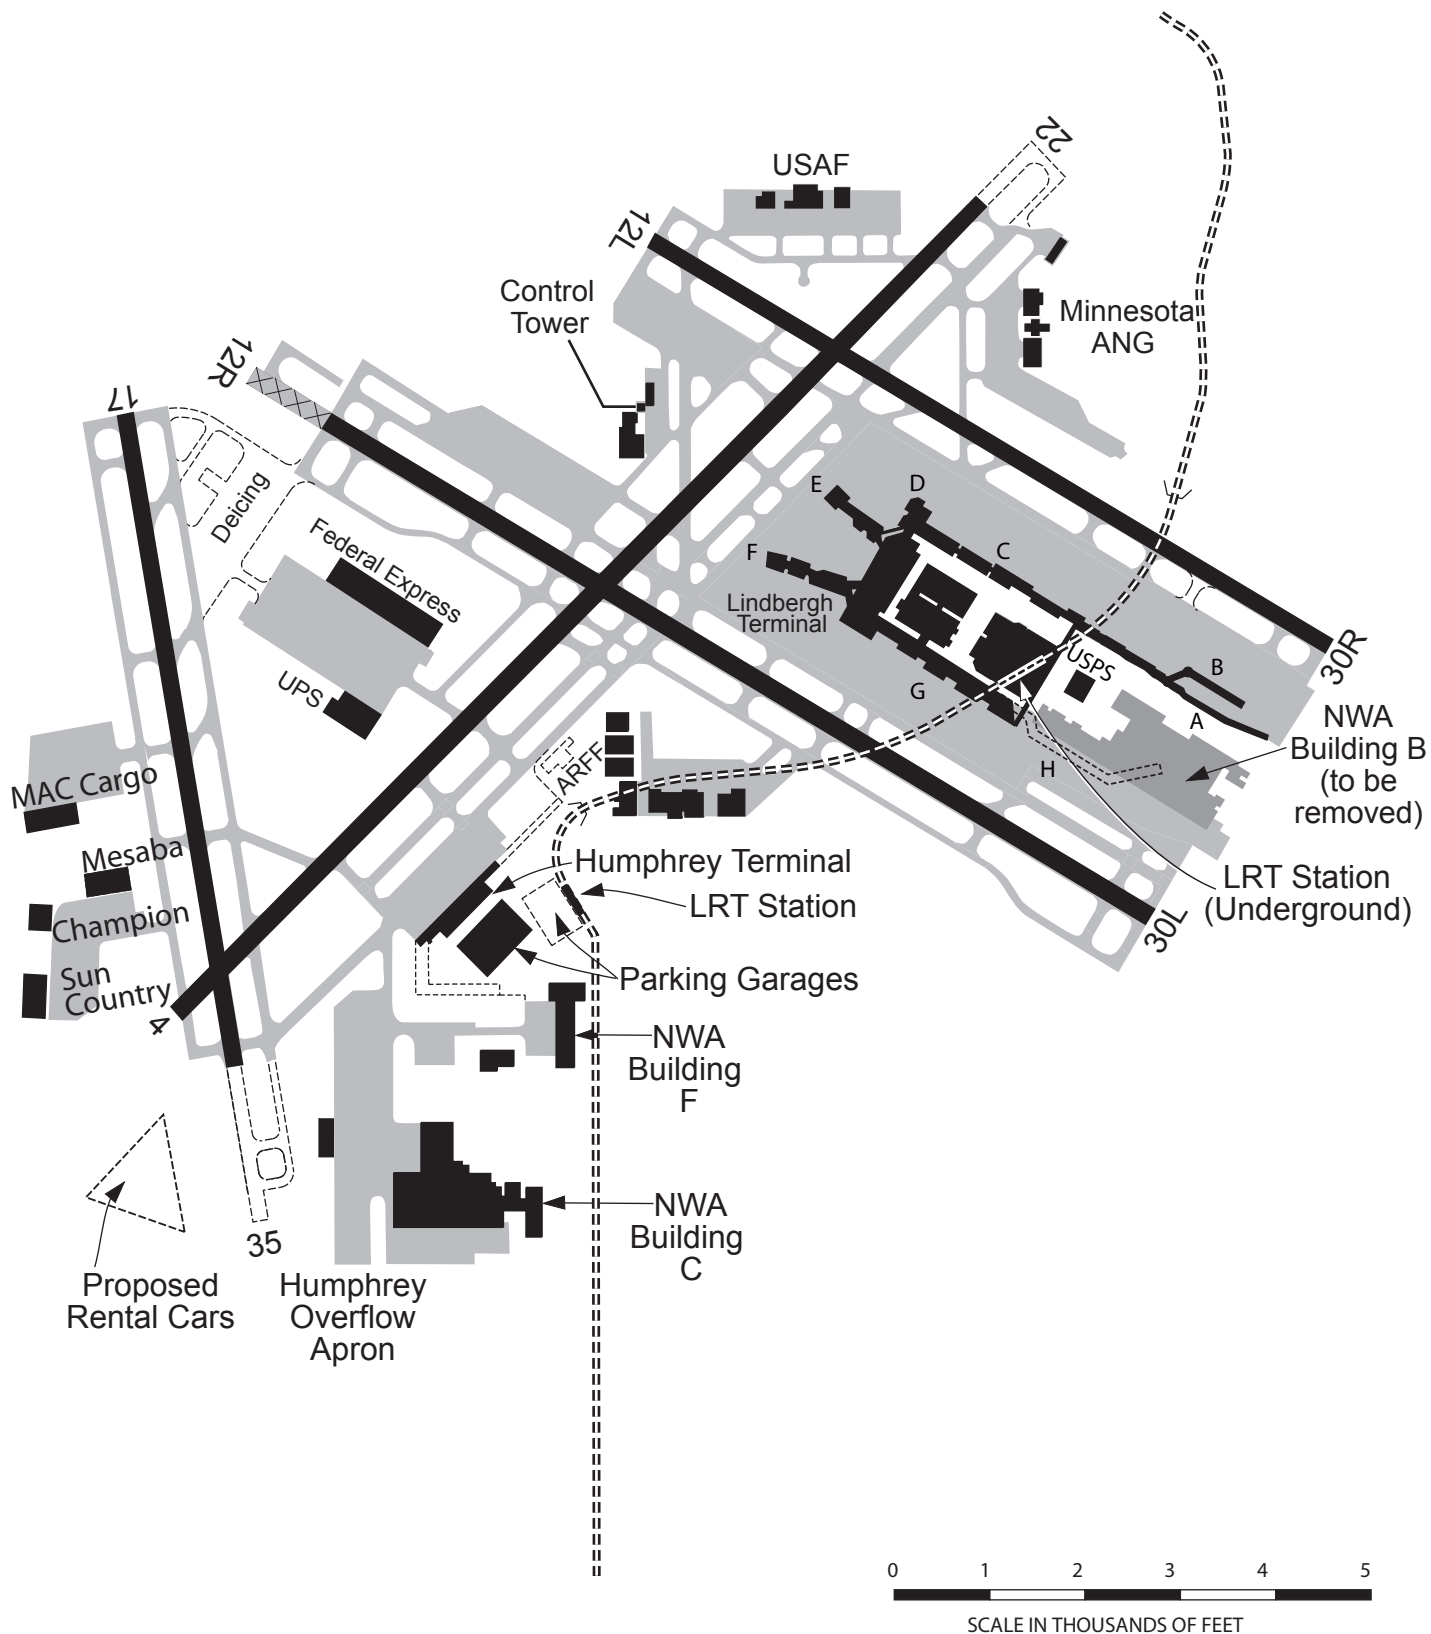 22
USAF
12L
Control
Tower
Minnesota
ANG
12R
17
E
D
Deicing
Federal Express
F
C
Lindbergh
Terminal
USPS
30R
B
UPS
G
A
NWA
Building B
(to be
removed)
ARFF
H
MAC Cargo
Mesaba
Humphrey Terminal
LRT Station
LRT Station
(Underground)
30L
Champion
Sun
Country
Parking Garages
4
NWA
Building
F
NWA
Building
C
35
Proposed
Rental Cars
Humphrey
Overflow
Apron
0 1 2 3 4 5
SCALE IN THOUSANDS OF FEET